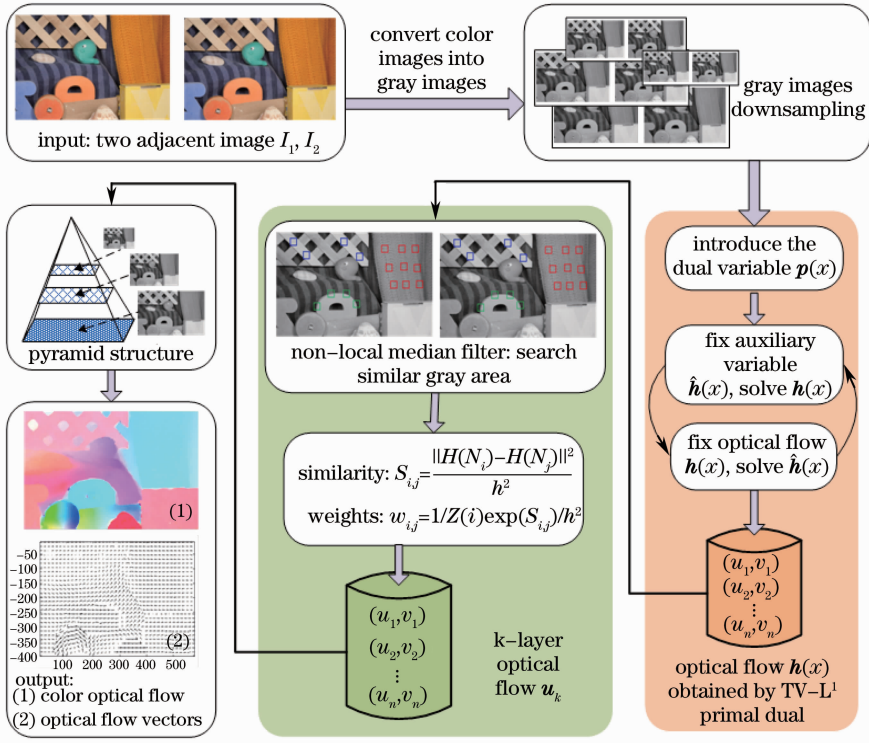 input: two adjacent image I₁, I₂
convert color
images into
gray images
gray images
downsampling
introduce the
dual variable p(x)
fix auxiliary
variable
ĥ(x), solve h(x)
fix optical flow
h(x), solve ĥ(x)
(u₁,v₁)
(u₂,v₂)
⋮
(uₙ,vₙ)
optical flow h(x)
obtained by TV–L¹
primal dual
non–local median filter: search
similar gray area
similarity: Sᵢ,ⱼ=||H(Nᵢ)–H(Nⱼ)||²/h²
weights: wᵢ,ⱼ=1/Z(i)exp(Sᵢ,ⱼ)/h²
(u₁,v₁)
(u₂,v₂)
⋮
(uₙ,vₙ)
k–layer
optical
flow uₖ
pyramid structure
(1)
–50
–100
–150
–200
–250
–300
–350
–400
(2)
100 200 300 400 500
output:
(1) color optical flow
(2) optical flow vectors